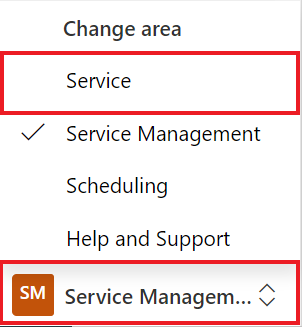 Change area
Service
Service Management
Scheduling
Help and Support
SM Service Managem...